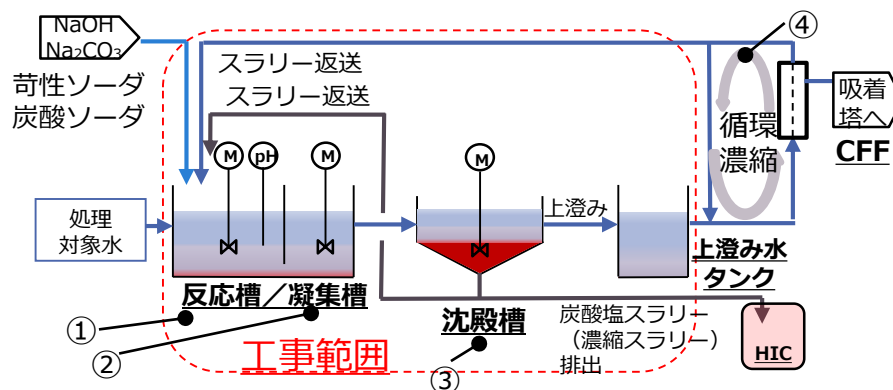 NaOH
Na₂CO₃
苛性ソーダ
炭酸ソーダ
スラリー返送
スラリー返送
④
循環
濃縮
吸着
塔へ
CFF
M
pH
M
M
処理
対象水
上澄み
上澄み水
タンク
反応槽／凝集槽
沈殿槽
①
②
③
工事範囲
炭酸塩スラリー
（濃縮スラリー）
排出
HIC